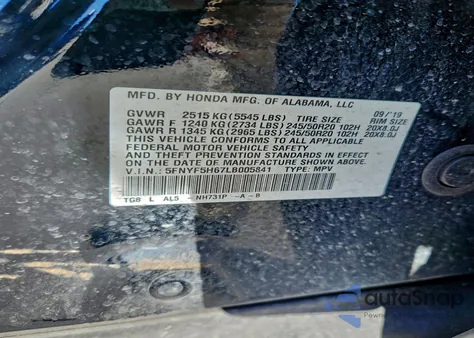 MFD. BY HONDA MFG. OF ALABAMA, LLC
GVWR 2515 KG(5545 LBS) TIRE SIZE 09/'19 RIM SIZE
GAWR F 1240 KG(2734 LBS) 245/50R20 102H 20X8.0J
GAWR R 1345 KG(2965 LBS) 245/50R20 102H 20X8.0J
THIS VEHICLE CONFORMS TO ALL APPLICABLE
FEDERAL MOTOR VEHICLE SAFETY AND
THEFT PREVENTION STANDARDS IN EFFECT ON THE
DATE OF MANUFACTURE SHOWN ABOVE.
V.I.N.: 5FNYF5H67LB005841 TYPE: MPV
TG8 L ALS NH731P -A -B
autoSnap
Powered